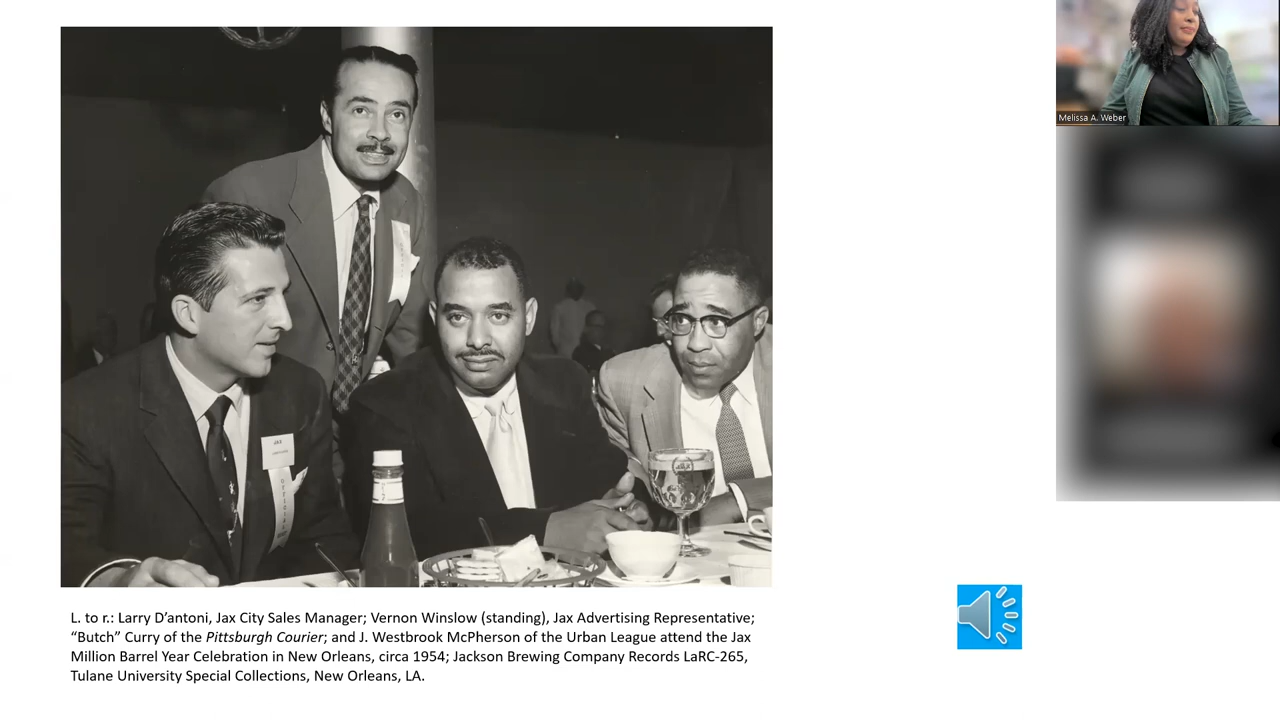 Melissa A. Weber
JAX
L. to r.: Larry D’antoni, Jax City Sales Manager; Vernon Winslow (standing), Jax Advertising Representative;
“Butch” Curry of the Pittsburgh Courier; and J. Westbrook McPherson of the Urban League attend the Jax
Million Barrel Year Celebration in New Orleans, circa 1954; Jackson Brewing Company Records LaRC-265,
Tulane University Special Collections, New Orleans, LA.